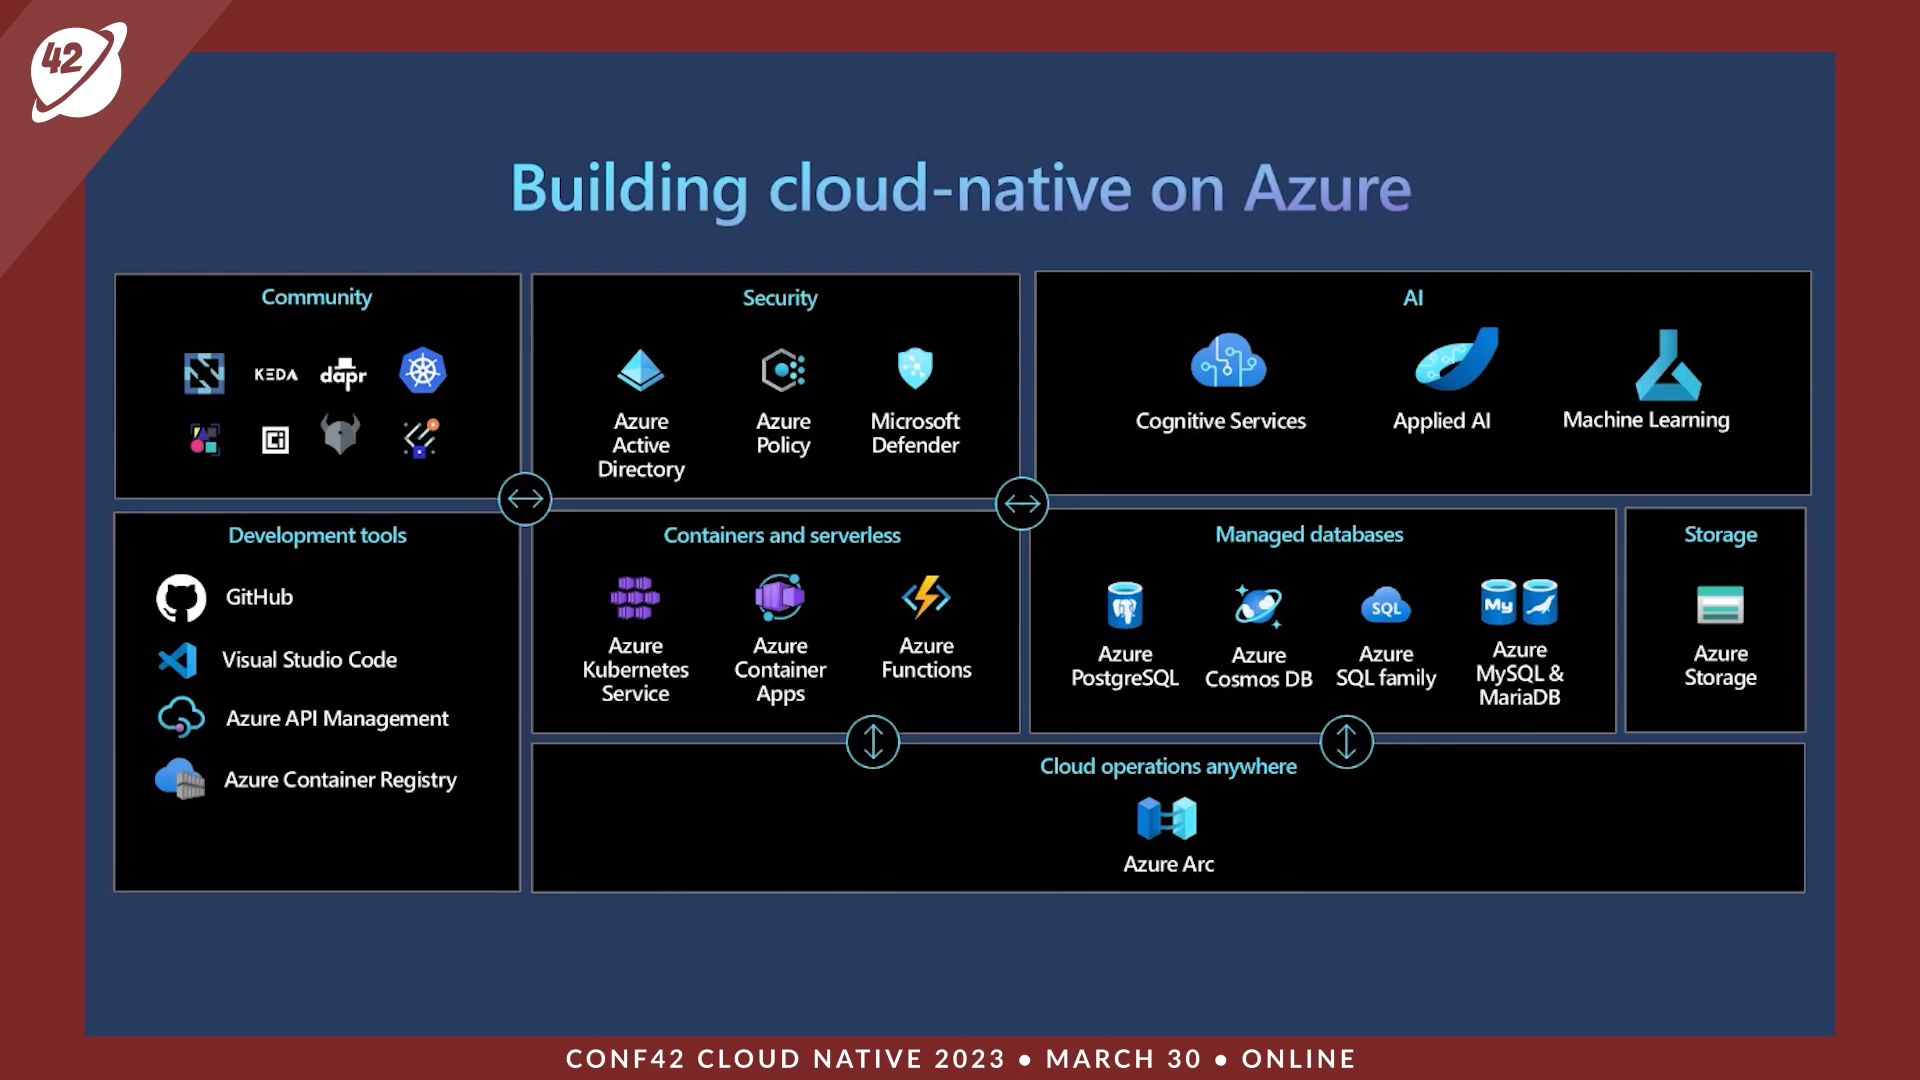 42
Building cloud-native on Azure
Community
KEDA
dapr
Ci
Security
Azure
Active
Directory
Azure
Policy
Microsoft
Defender
AI
Cognitive Services
Applied AI
Machine Learning
Development tools
GitHub
Visual Studio Code
Azure API Management
Azure Container Registry
Containers and serverless
Azure
Kubernetes
Service
Azure
Container
Apps
Azure
Functions
Managed databases
Azure
PostgreSQL
Azure
Cosmos DB
SQL
Azure
SQL family
My
Azure
MySQL &
MariaDB
Storage
Azure
Storage
Cloud operations anywhere
Azure Arc
CONF42 CLOUD NATIVE 2023 ● MARCH 30 ● ONLINE